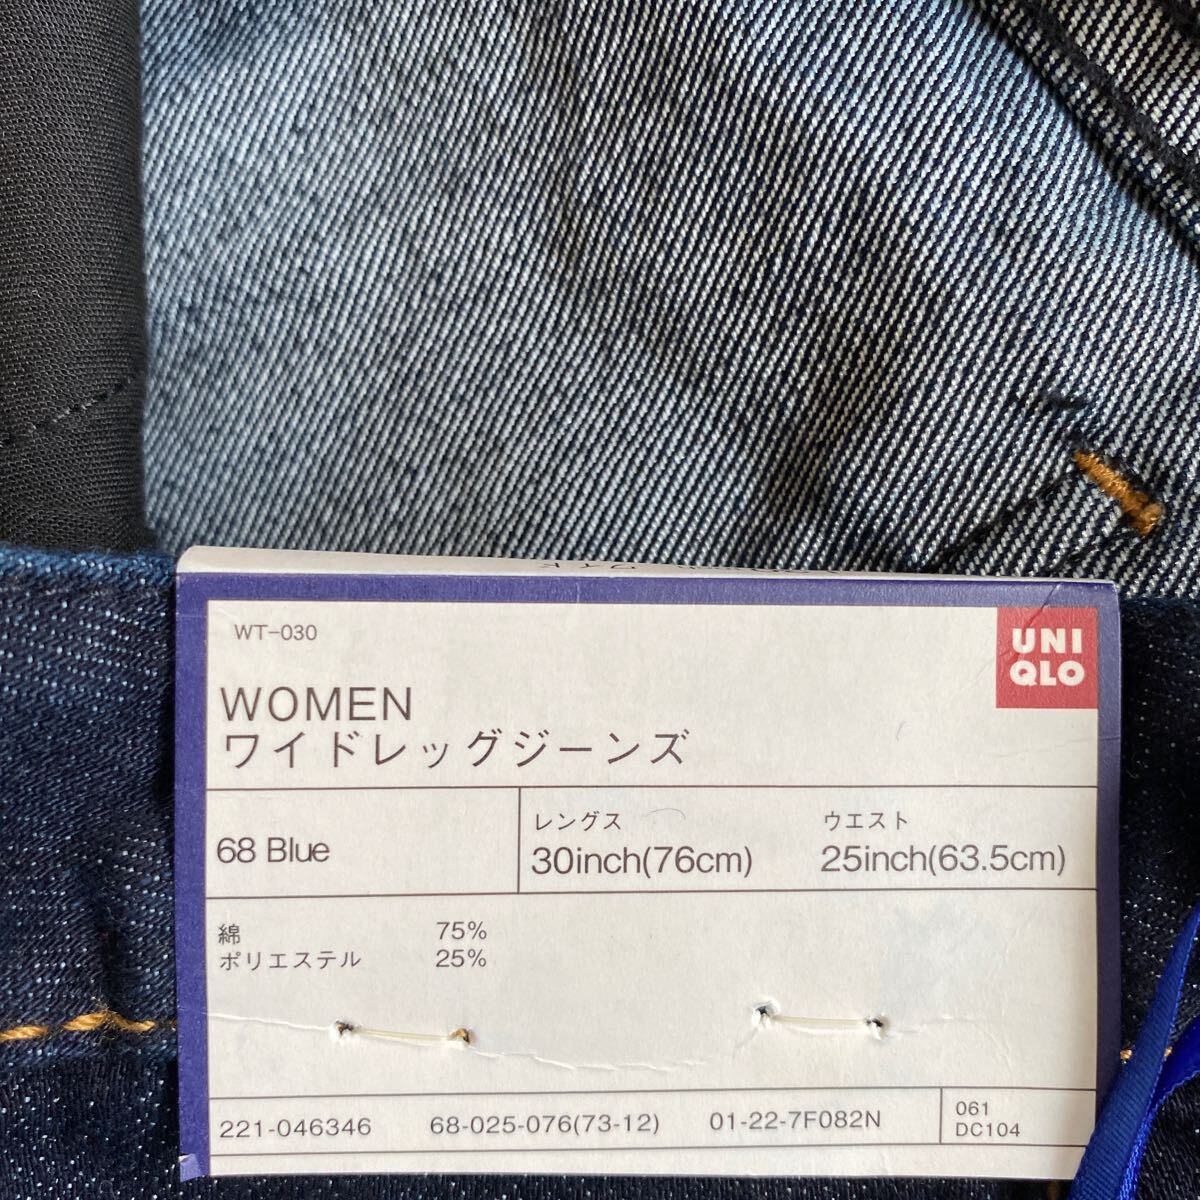 WT-030
UNI
QLO
WOMEN
ワイドレッグジーンズ
68 Blue
レングス
30inch(76cm)
ウエスト
25inch(63.5cm)
綿 75%
ポリエステル 25%
221-046346 68-025-076(73-12) 01-22-7F082N
061
DC104